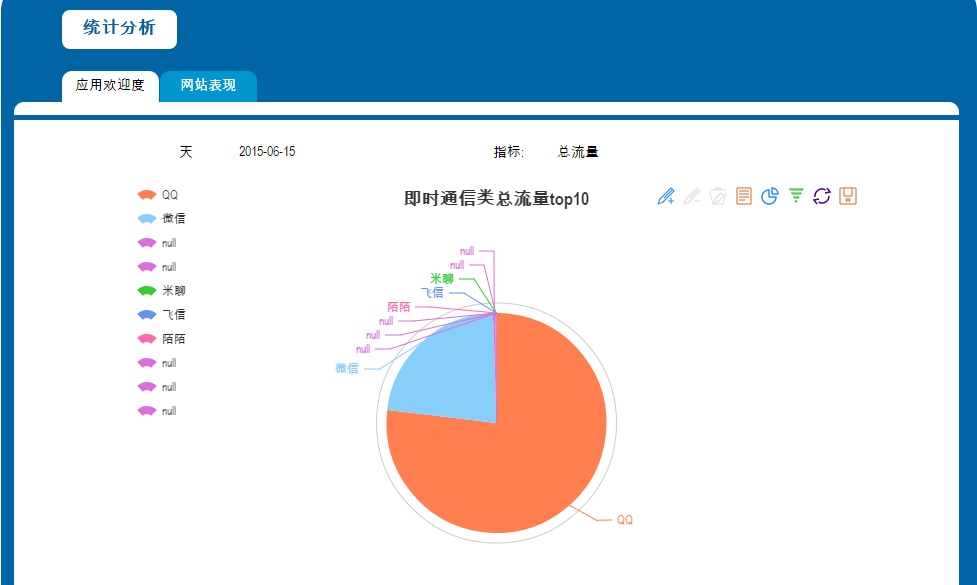 统计分析
应用欢迎度 网站表现
天 2015-06-15 指标: 总流量
即时通信类总流量top10
QQ
微信
null
null
米聊
飞信
陌陌
null
null
null
null
null
米聊
飞信
陌陌
null
null
null
微信
QQ